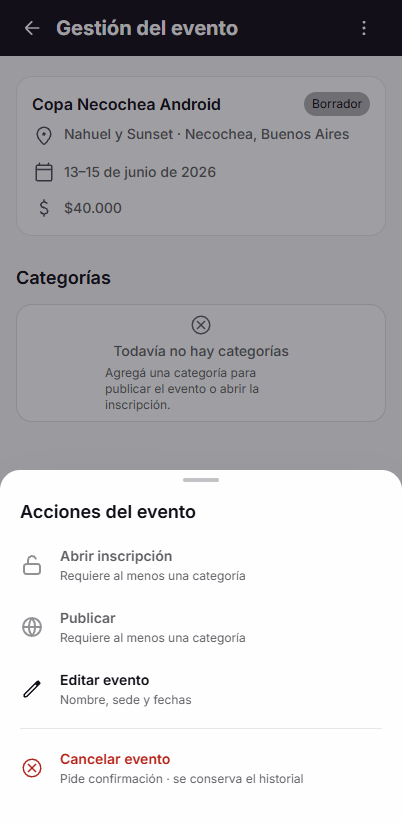 Gestión del evento
Copa Necochea Android
Borrador
Nahuel y Sunset · Necochea, Buenos Aires
13–15 de junio de 2026
$40.000
Categorías
Todavía no hay categorías
Agregá una categoría para
publicar el evento o abrir la
inscripción.
Acciones del evento
Abrir inscripción
Requiere al menos una categoría
Publicar
Requiere al menos una categoría
Editar evento
Nombre, sede y fechas
Cancelar evento
Pide confirmación · se conserva el historial